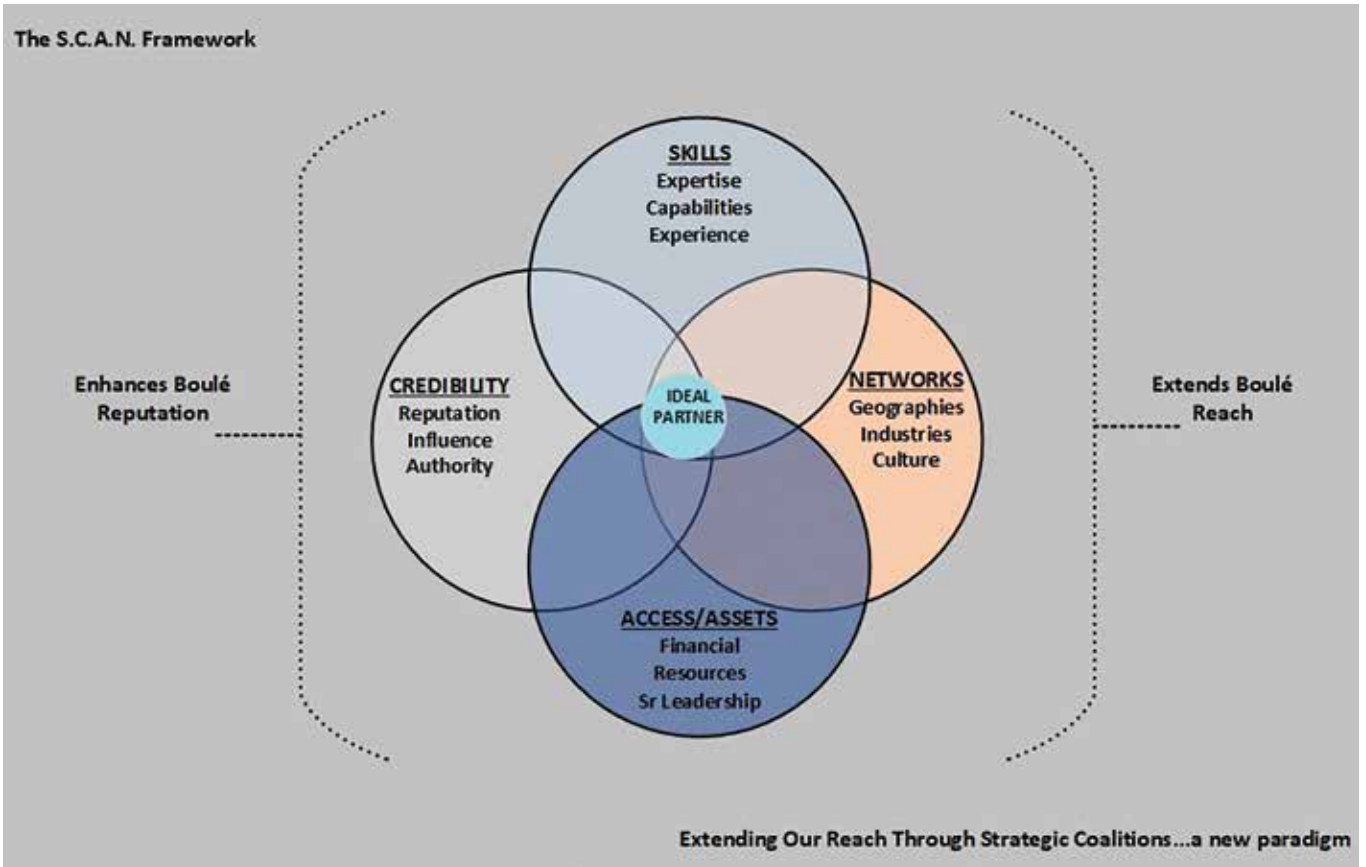 The S.C.A.N. Framework
SKILLS
Expertise
Capabilities
Experience
Enhances Boulé
Reputation
CREDIBILITY
Reputation
Influence
Authority
IDEAL
PARTNER
NETWORKS
Geographies
Industries
Culture
Extends Boulé
Reach
ACCESS/ASSETS
Financial
Resources
Sr Leadership
Extending Our Reach Through Strategic Coalitions...a new paradigm